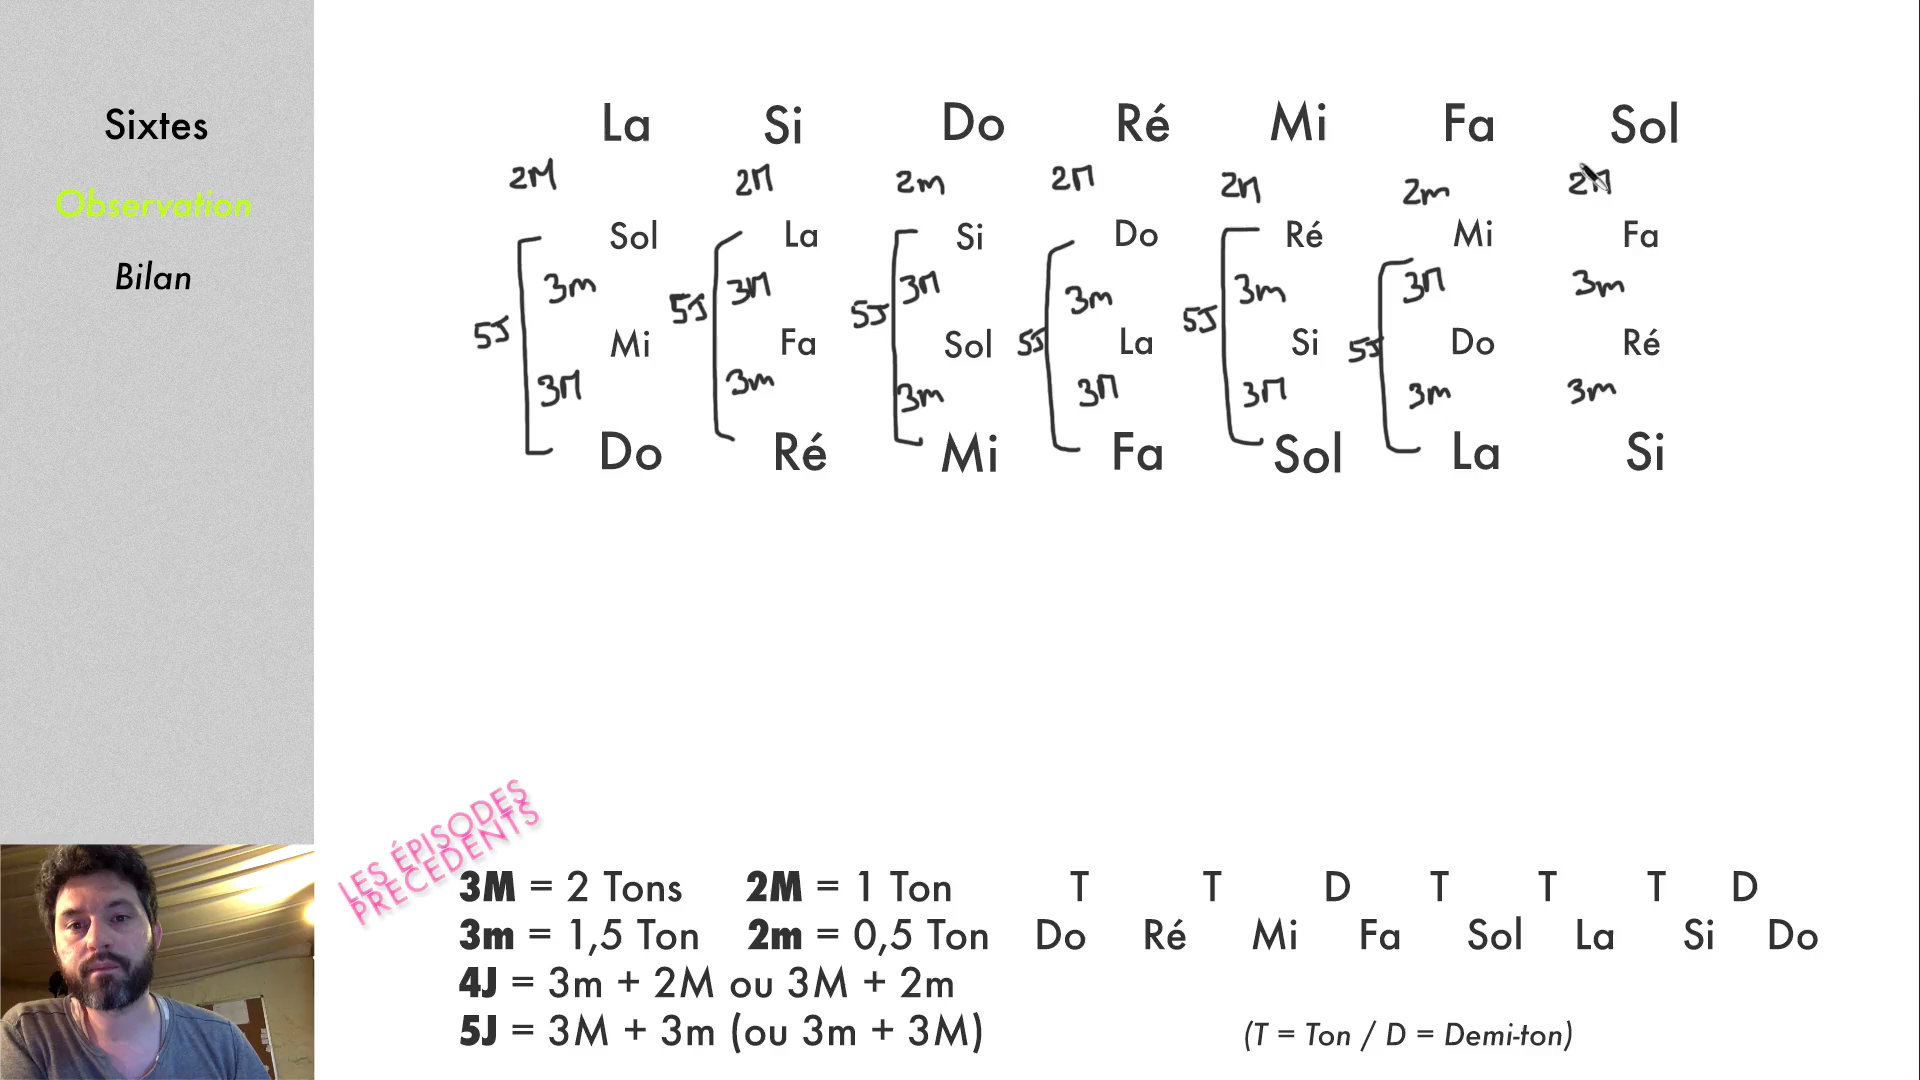 Sixtes
Observation
Bilan
La Si Do Ré Mi Fa Sol
2M 2M 2m 2M 2M 2m 2M
Sol La Si Do Ré Mi Fa
3m 3M 3M 3m 3m 3M 3m
5J 5J 5J 5J 5J 5J
Mi Fa Sol La Si Do Ré
3M 3m 3m 3M 3M 3m 3m
Do Ré Mi Fa Sol La Si
LES ÉPISODES
PRECEDENTS
3M = 2 Tons 2M = 1 Ton T T D T T T D
3m = 1,5 Ton 2m = 0,5 Ton Do Ré Mi Fa Sol La Si Do
4J = 3m + 2M ou 3M + 2m
5J = 3M + 3m (ou 3m + 3M) (T = Ton / D = Demi-ton)